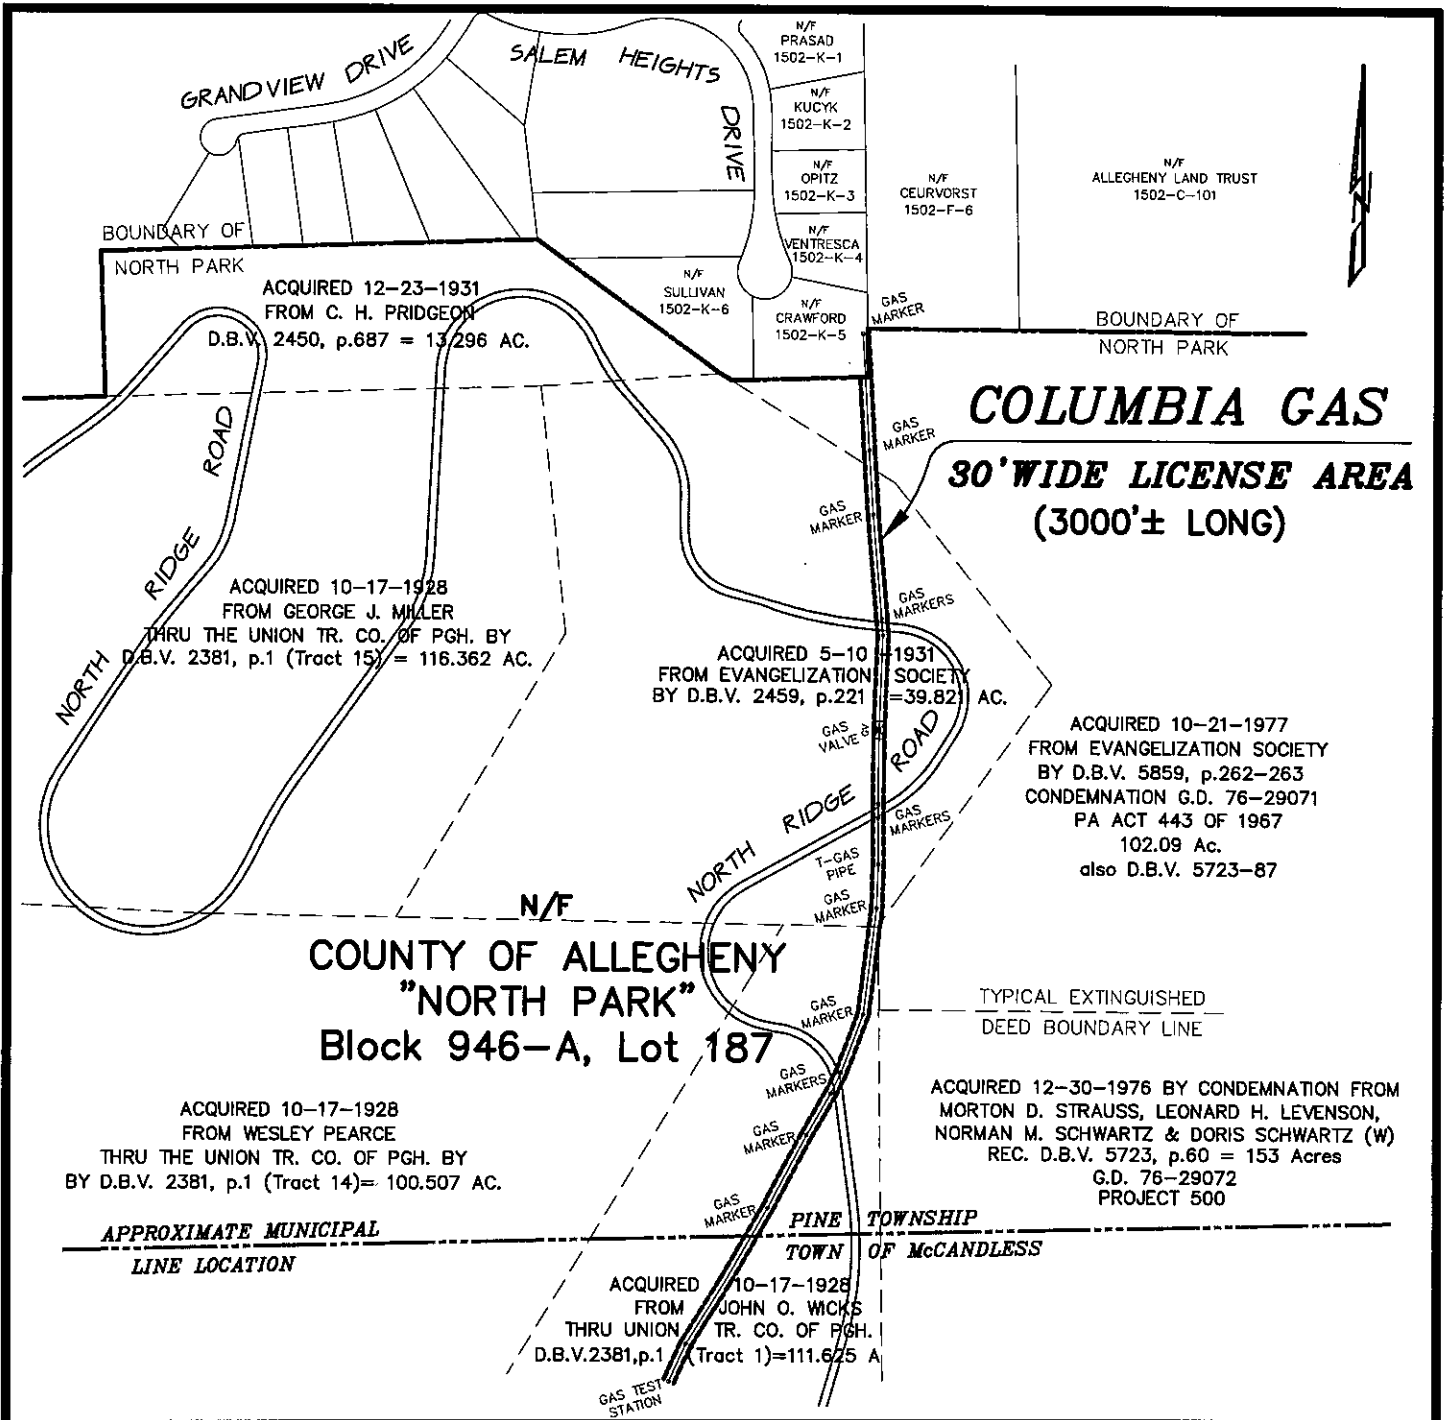 GRANDVIEW DRIVE
SALEM HEIGHTS
DRIVE
N/F
PRASAD
1502-K-1
N/F
KUCYK
1502-K-2
N/F
OPITZ
1502-K-3
N/F
VENTRESCA
1502-K-4
N/F
CRAWFORD
1502-K-5
N/F
SULLIVAN
1502-K-6
N/F
CEURVORST
1502-F-6
N/F
ALLEGHENY LAND TRUST
1502-C-101
N
BOUNDARY OF
NORTH PARK
ACQUIRED 12-23-1931
FROM C. H. PRIDGEON
D.B.V. 2450, p.687 = 13.296 AC.
GAS
MARKER
BOUNDARY OF
NORTH PARK
COLUMBIA GAS
30' WIDE LICENSE AREA
(3000'± LONG)
GAS
MARKER
GAS
MARKER
NORTH RIDGE ROAD
ACQUIRED 10-17-1928
FROM GEORGE J. MILLER
THRU THE UNION TR. CO. OF PGH. BY
D.B.V. 2381, p.1 (Tract 15) = 116.362 AC.
GAS
MARKERS
ACQUIRED 5-10-1931
FROM EVANGELIZATION SOCIETY
BY D.B.V. 2459, p.221 =39.821 AC.
GAS
VALVE GV
NORTH RIDGE ROAD
GAS
MARKERS
T-GAS
PIPE
GAS
MARKER
ACQUIRED 10-21-1977
FROM EVANGELIZATION SOCIETY
BY D.B.V. 5859, p.262-263
CONDEMNATION G.D. 76-29071
PA ACT 443 OF 1967
102.09 Ac.
also D.B.V. 5723-87
N/F
COUNTY OF ALLEGHENY
"NORTH PARK"
Block 946-A, Lot 187
GAS
MARKER
TYPICAL EXTINGUISHED
DEED BOUNDARY LINE
GAS
MARKERS
GAS
MARKER
GAS
MARKER
ACQUIRED 12-30-1976 BY CONDEMNATION FROM
MORTON D. STRAUSS, LEONARD H. LEVENSON,
NORMAN M. SCHWARTZ & DORIS SCHWARTZ (W)
REC. D.B.V. 5723, p.60 = 153 Acres
G.D. 76-29072
PROJECT 500
ACQUIRED 10-17-1928
FROM WESLEY PEARCE
THRU THE UNION TR. CO. OF PGH. BY
BY D.B.V. 2381, p.1 (Tract 14)= 100.507 AC.
APPROXIMATE MUNICIPAL
LINE LOCATION
PINE TOWNSHIP
TOWN OF McCANDLESS
ACQUIRED 10-17-1928
FROM JOHN O. WICKS
THRU UNION TR. CO. OF PGH.
D.B.V.2381,p.1 (Tract 1)=111.625 A
GAS TEST
STATION